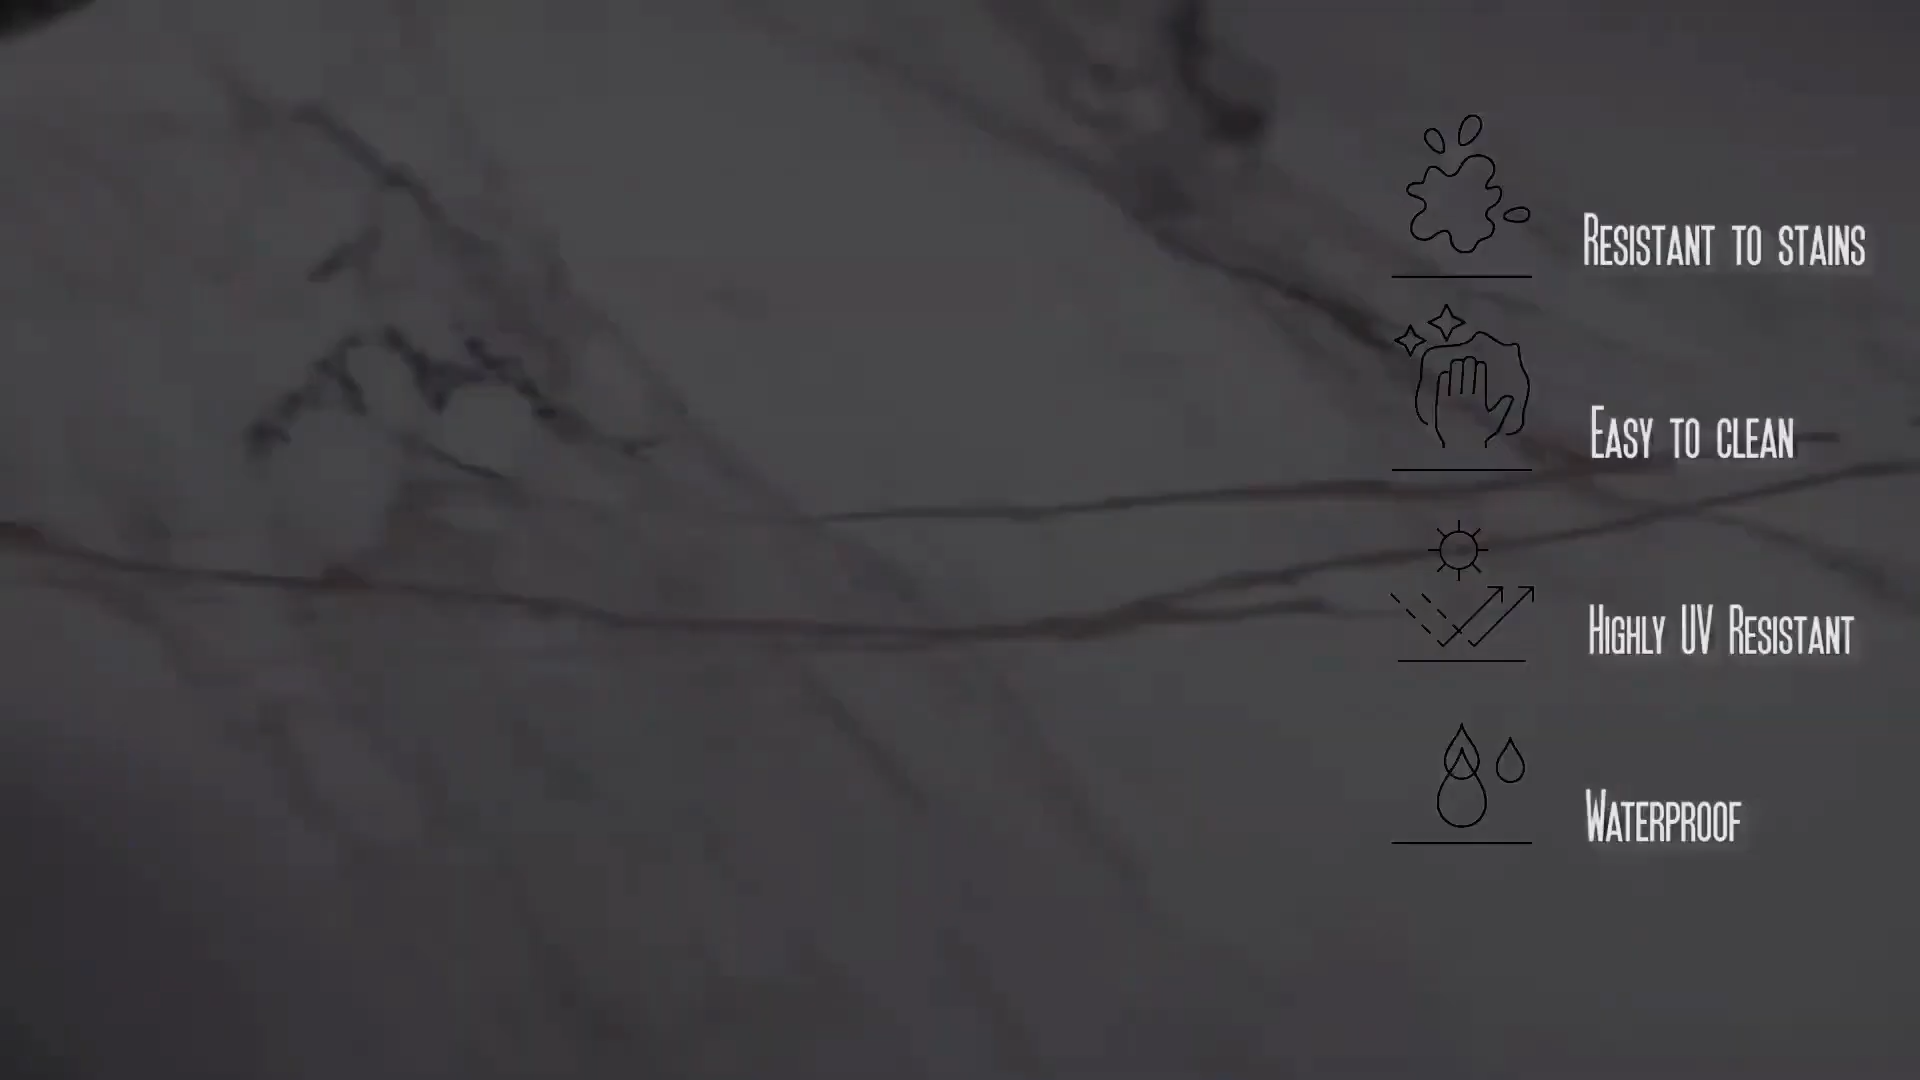 Resistant to stains
Easy to clean
Highly UV Resistant
Waterproof